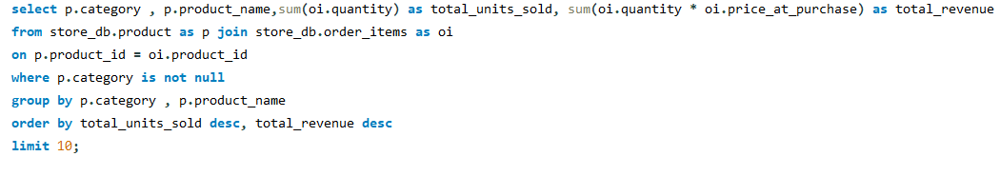 select p.category , p.product_name,sum(oi.quantity) as total_units_sold, sum(oi.quantity * oi.price_at_purchase) as total_revenue
from store_db.product as p join store_db.order_items as oi
on p.product_id = oi.product_id
where p.category is not null
group by p.category , p.product_name
order by total_units_sold desc, total_revenue desc
limit 10;